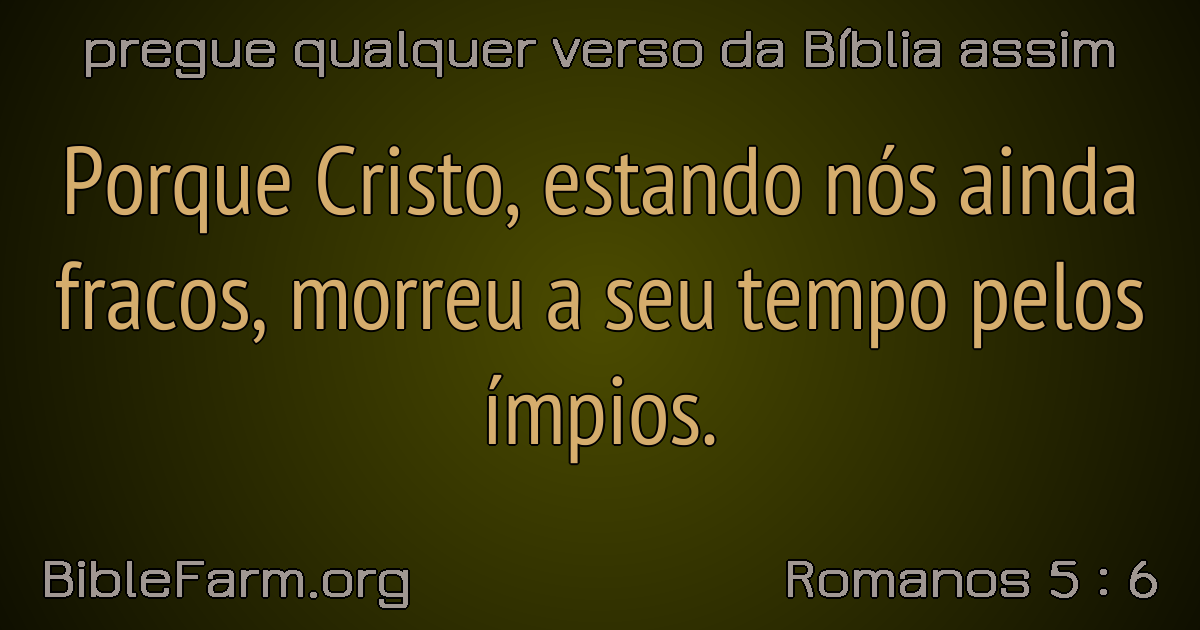 pregue qualquer verso da Bíblia assim
Porque Cristo, estando nós ainda
fracos, morreu a seu tempo pelos
ímpios.
BibleFarm.org
Romanos 5 : 6